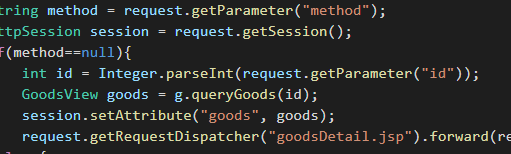 tring method = request.getParameter("method");
ttpSession session = request.getSession();
f(method==null){
int id = Integer.parseInt(request.getParameter("id"));
GoodsView goods = g.queryGoods(id);
session.setAttribute("goods", goods);
request.getRequestDispatcher("goodsDetail.jsp").forward(re